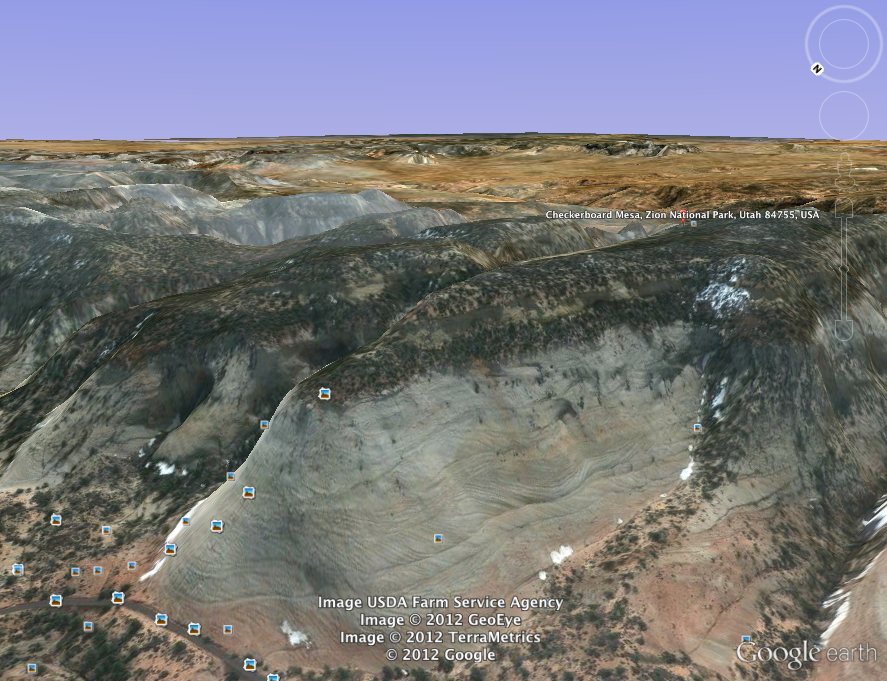 N
Checkerboard Mesa, Zion National Park, Utah 84755, USA
Image USDA Farm Service Agency
Image © 2012 GeoEye
Image © 2012 TerraMetrics
© 2012 Google
Google earth